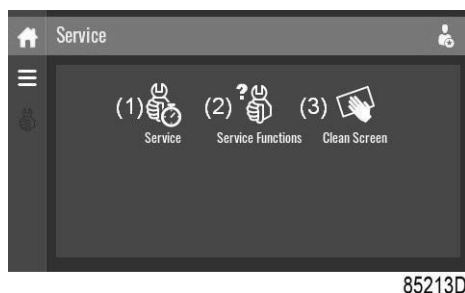 Service
(1) (2) ? (3)
Service Service Functions Clean Screen
85213D